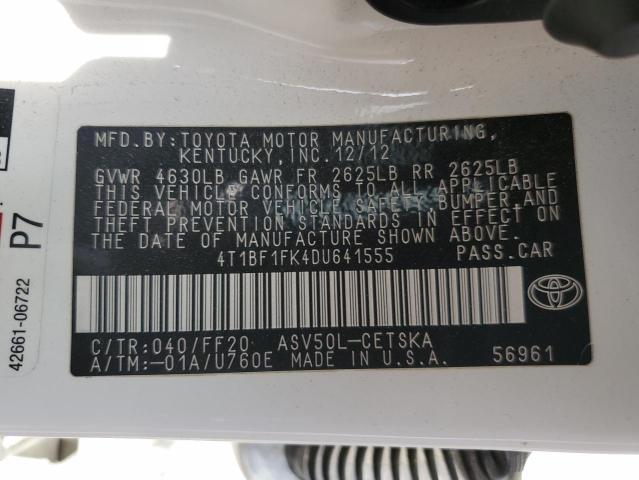 MFD.BY:TOYOTA MOTOR MANUFACTURING,
KENTUCKY, INC.12/12
GVWR 4630LB GAWR FR 2625LB RR 2625LB
THIS VEHICLE CONFORMS TO ALL APPLICABLE
FEDERAL MOTOR VEHICLE SAFETY BUMPER,AND
THEFT PREVENTION STANDARDS IN EFFECT ON
THE DATE OF MANUFACTURE SHOWN ABOVE.
4T1BF1FK4DU641555 PASS.CAR
C/TR:040/FF20 ASV50L-CETSKA
A/TM:-01A/U760E MADE IN U.S.A. 56961
TOYOTA
42661-06722 P7